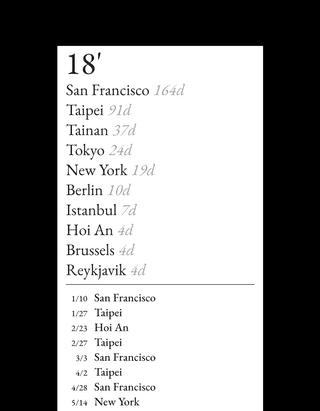 18'
San Francisco 164d
Taipei 91d
Tainan 37d
Tokyo 24d
New York 19d
Berlin 10d
Istanbul 7d
Hoi An 4d
Brussels 4d
Reykjavik 4d
1/10 San Francisco
1/27 Taipei
2/23 Hoi An
2/27 Taipei
3/3 San Francisco
4/2 Taipei
4/28 San Francisco
5/14 New York